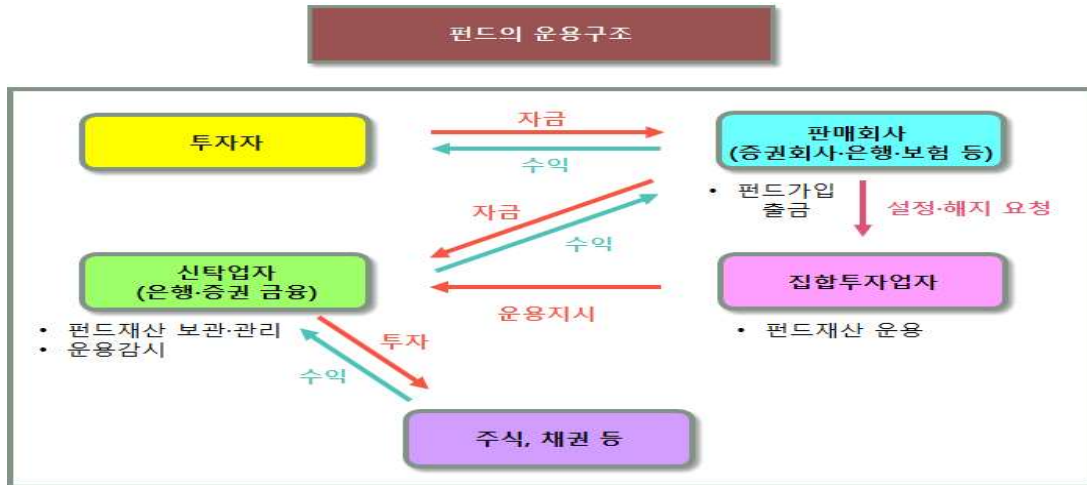 펀드의 운용구조
투자자
자금
수익
판매회사
(증권회사·은행·보험 등)
• 펀드가입
출금
설정·해지 요청
자금
수익
신탁업자
(은행·증권 금융)
• 펀드재산 보관·관리
• 운용감시
운용지시
집합투자업자
• 펀드재산 운용
투자
수익
주식, 채권 등